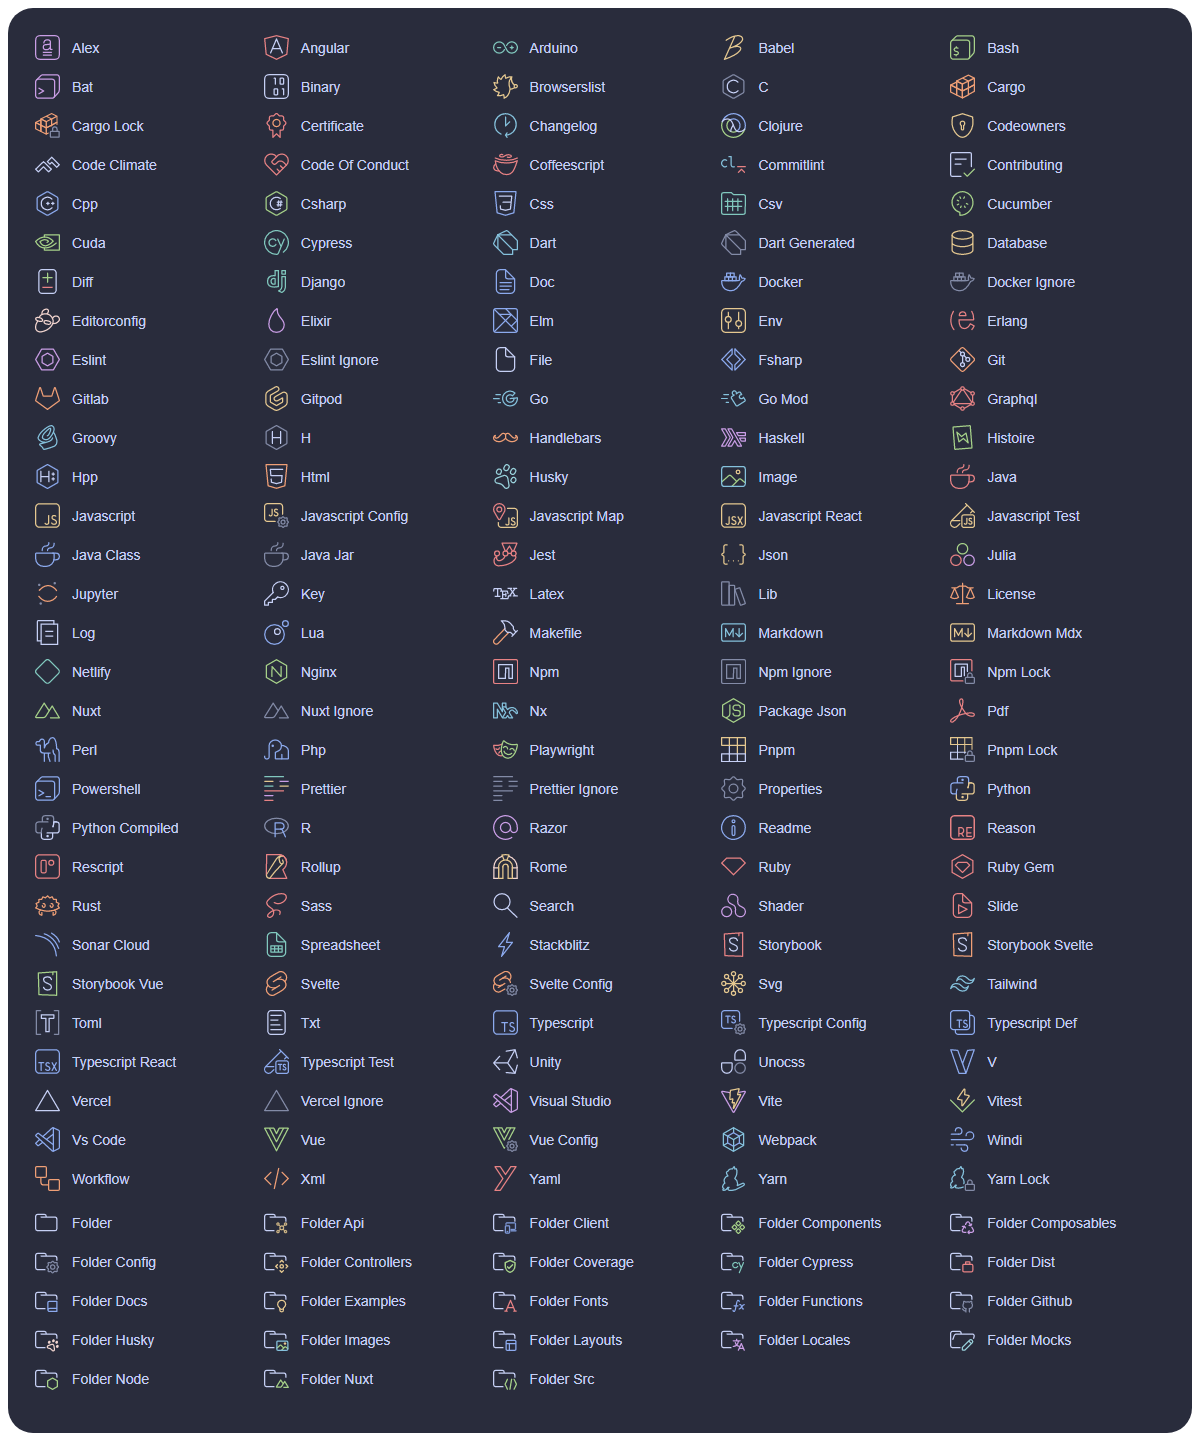 Alex Angular Arduino Babel Bash
Bat Binary Browserslist C Cargo
Cargo Lock Certificate Changelog Clojure Codeowners
Code Climate Code Of Conduct Coffeescript Commitlint Contributing
Cpp Csharp Css Csv Cucumber
Cuda Cypress Dart Dart Generated Database
Diff Django Doc Docker Docker Ignore
Editorconfig Elixir Elm Env Erlang
Eslint Eslint Ignore File Fsharp Git
Gitlab Gitpod Go Go Mod Graphql
Groovy H Handlebars Haskell Histoire
Hpp Html Husky Image Java
Javascript Javascript Config Javascript Map Javascript React Javascript Test
Java Class Java Jar Jest Json Julia
Jupyter Key Latex Lib License
Log Lua Makefile Markdown Markdown Mdx
Netlify Nginx Npm Npm Ignore Npm Lock
Nuxt Nuxt Ignore Nx Package Json Pdf
Perl Php Playwright Pnpm Pnpm Lock
Powershell Prettier Prettier Ignore Properties Python
Python Compiled R Razor Readme Reason
Rescript Rollup Rome Ruby Ruby Gem
Rust Sass Search Shader Slide
Sonar Cloud Spreadsheet Stackblitz Storybook Storybook Svelte
Storybook Vue Svelte Svelte Config Svg Tailwind
Toml Txt Typescript Typescript Config Typescript Def
Typescript React Typescript Test Unity Unocss V
Vercel Vercel Ignore Visual Studio Vite Vitest
Vs Code Vue Vue Config Webpack Windi
Workflow Xml Yaml Yarn Yarn Lock
Folder Folder Api Folder Client Folder Components Folder Composables
Folder Config Folder Controllers Folder Coverage Folder Cypress Folder Dist
Folder Docs Folder Examples Folder Fonts Folder Functions Folder Github
Folder Husky Folder Images Folder Layouts Folder Locales Folder Mocks
Folder Node Folder Nuxt Folder Src